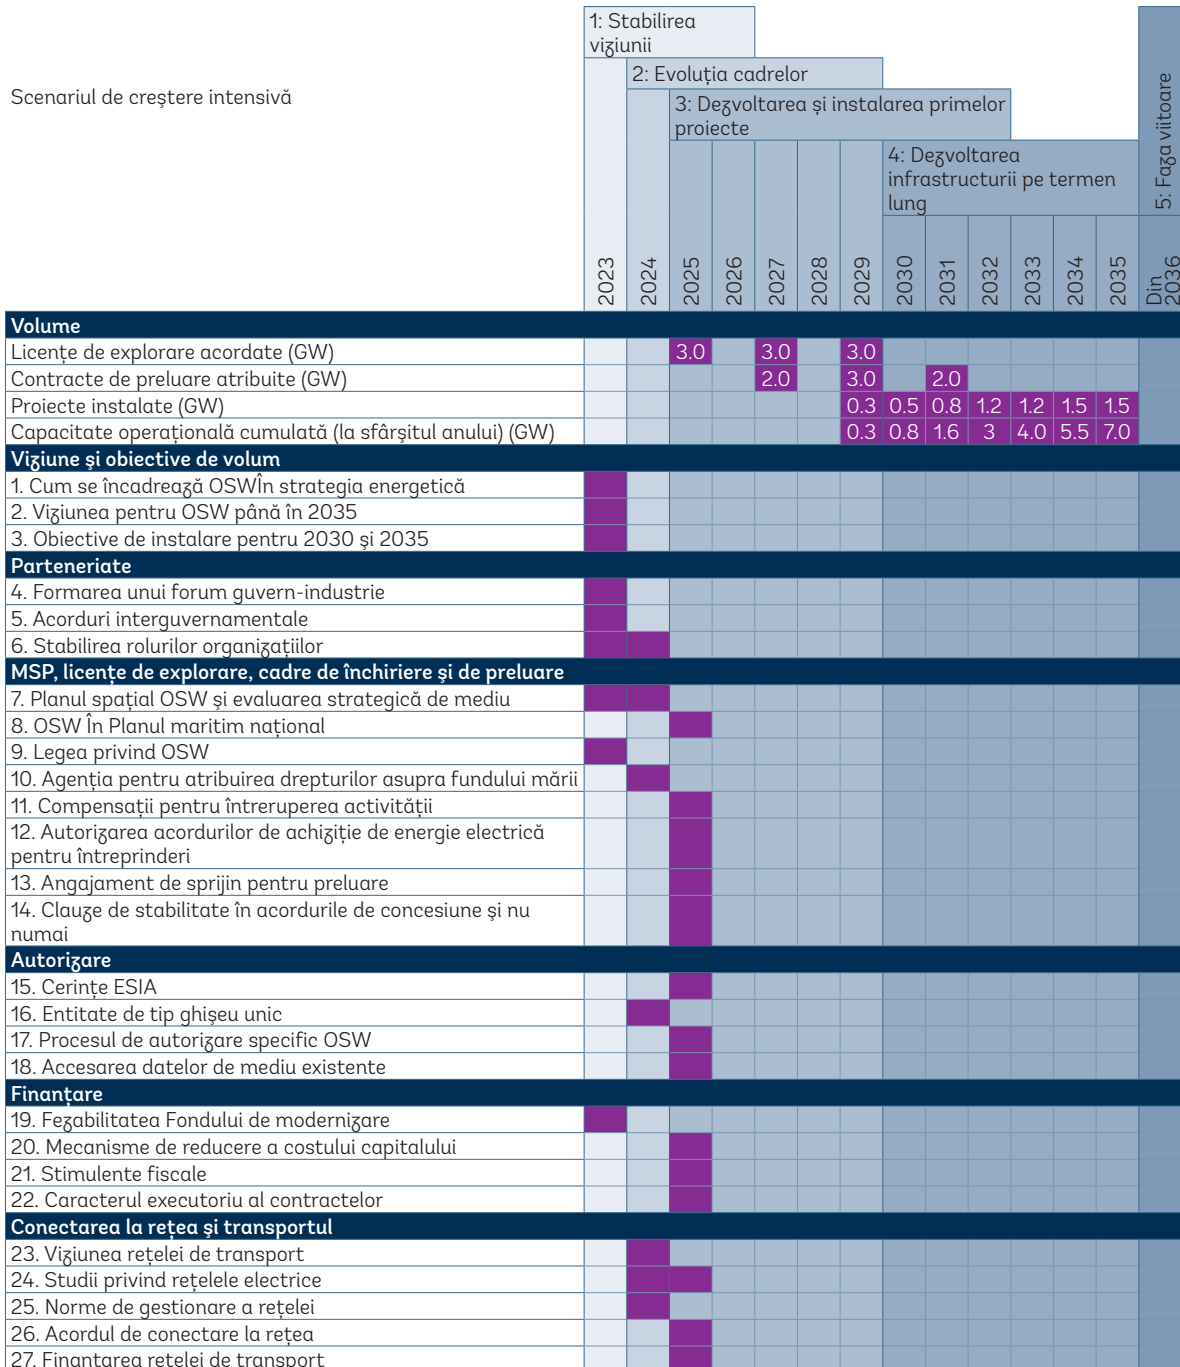 1: Stabilirea
viziunii
2: Evoluția cadrelor
Scenariul de creștere intensivă
3: Dezvoltarea și instalarea primelor
proiecte
4: Dezvoltarea
infrastructurii pe termen
lung
5: Faza viitoare
2023 2024 2025 2026 2027 2028 2029 2030 2031 2032 2033 2034 2035 Din 2036
Volume
Licențe de explorare acordate (GW) 3.0 3.0 3.0
Contracte de preluare atribuite (GW) 2.0 3.0 2.0
Proiecte instalate (GW) 0.3 0.5 0.8 1.2 1.2 1.5 1.5
Capacitate operațională cumulată (la sfârșitul anului) (GW) 0.3 0.8 1.6 3 4.0 5.5 7.0
Viziune și obiective de volum
1. Cum se încadrează OSWÎn strategia energetică
2. Viziunea pentru OSW până în 2035
3. Obiective de instalare pentru 2030 și 2035
Parteneriate
4. Formarea unui forum guvern-industrie
5. Acorduri interguvernamentale
6. Stabilirea rolurilor organizațiilor
MSP, licențe de explorare, cadre de închiriere și de preluare
7. Planul spațial OSW și evaluarea strategică de mediu
8. OSW În Planul maritim național
9. Legea privind OSW
10. Agenția pentru atribuirea drepturilor asupra fundului mării
11. Compensații pentru întreruperea activității
12. Autorizarea acordurilor de achiziție de energie electrică
pentru întreprinderi
13. Angajament de sprijin pentru preluare
14. Clauze de stabilitate în acordurile de concesiune și nu
numai
Autorizare
15. Cerințe ESIA
16. Entitate de tip ghișeu unic
17. Procesul de autorizare specific OSW
18. Accesarea datelor de mediu existente
Finanțare
19. Fezabilitatea Fondului de modernizare
20. Mecanisme de reducere a costului capitalului
21. Stimulente fiscale
22. Caracterul executoriu al contractelor
Conectarea la rețea și transportul
23. Viziunea rețelei de transport
24. Studii privind rețelele electrice
25. Norme de gestionare a rețelei
26. Acordul de conectare la rețea
27. Finanțarea rețelei de transport